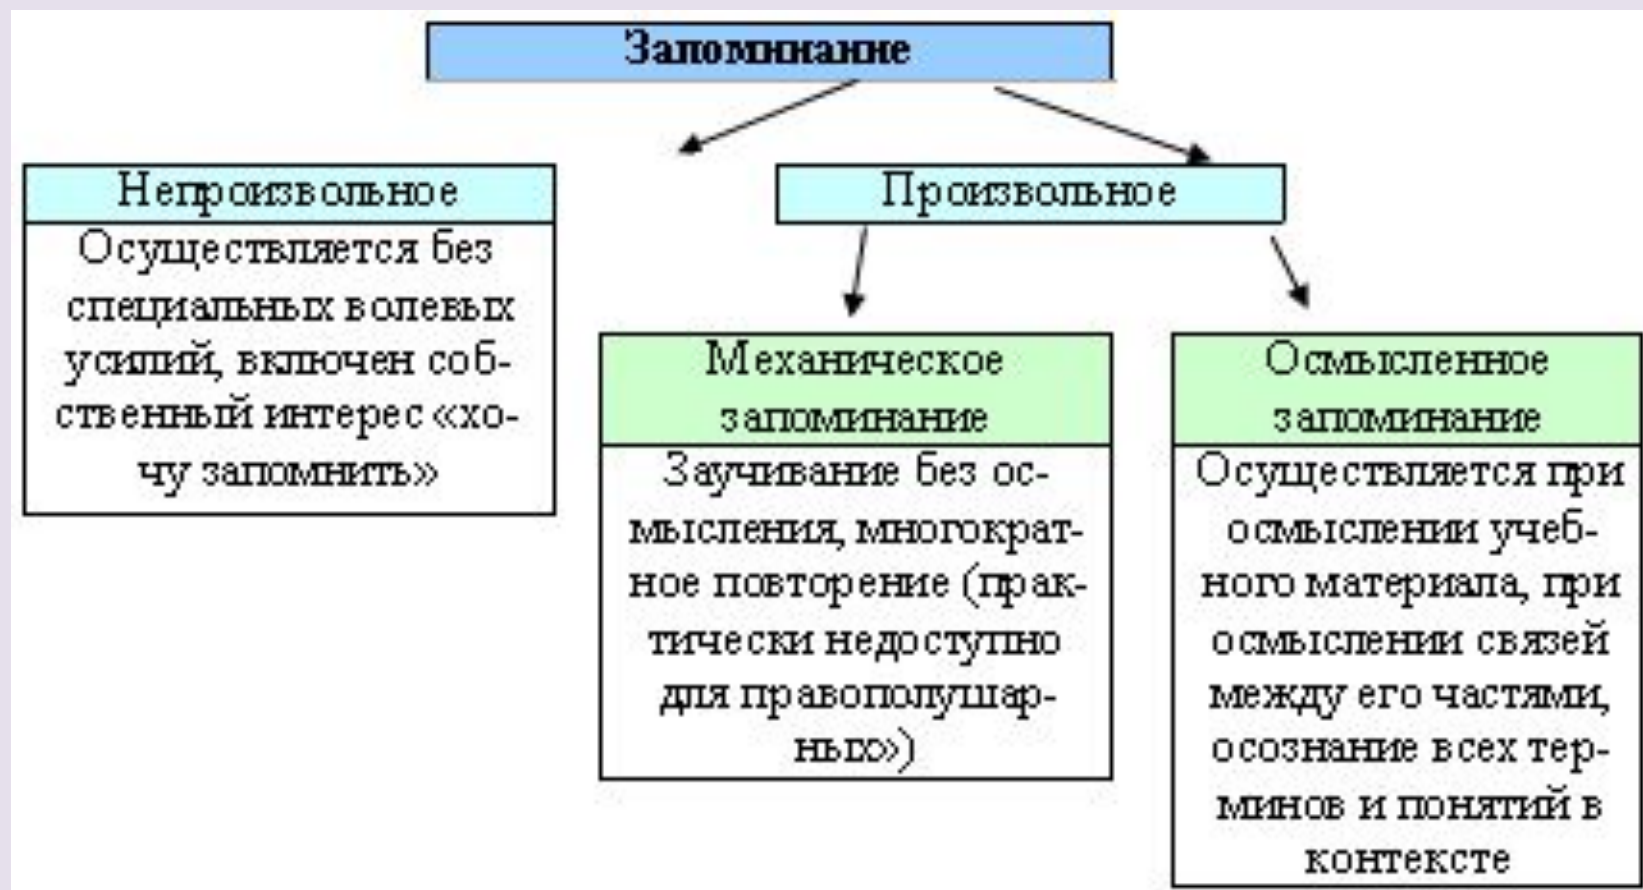 Запоминание
Непроизвольное
Осуществляется без
специальных волевых
усилий, включен соб-
ственный интерес «хо-
чу запомнить»
Произвольное
Механическое
запоминание
Заучивание без ос-
мысления, многократ-
ное повторение (прак-
тически недоступно
для правополушар-
ных»)
Осмысленное
запоминание
Осуществляется при
осмыслении учеб-
ного материала, при
осмыслении связей
между его частями,
осознание всех тер-
минов и понятий в
контексте